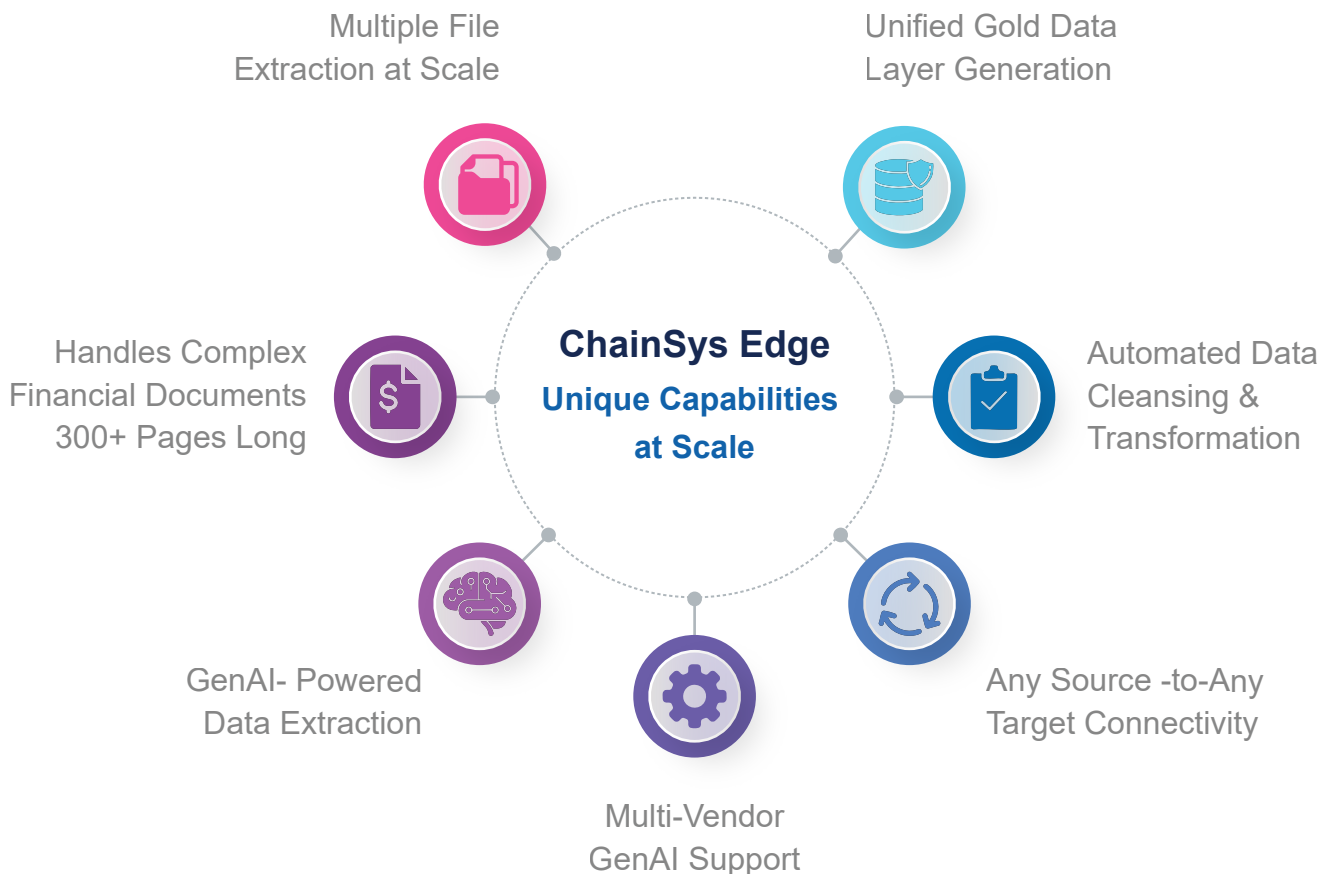 Multiple File
Extraction at Scale
Unified Gold Data
Layer Generation
ChainSys Edge
Unique Capabilities
at Scale
Handles Complex
Financial Documents
300+ Pages Long
Automated Data
Cleansing &
Transformation
GenAI- Powered
Data Extraction
Any Source -to-Any
Target Connectivity
Multi-Vendor
GenAI Support
$